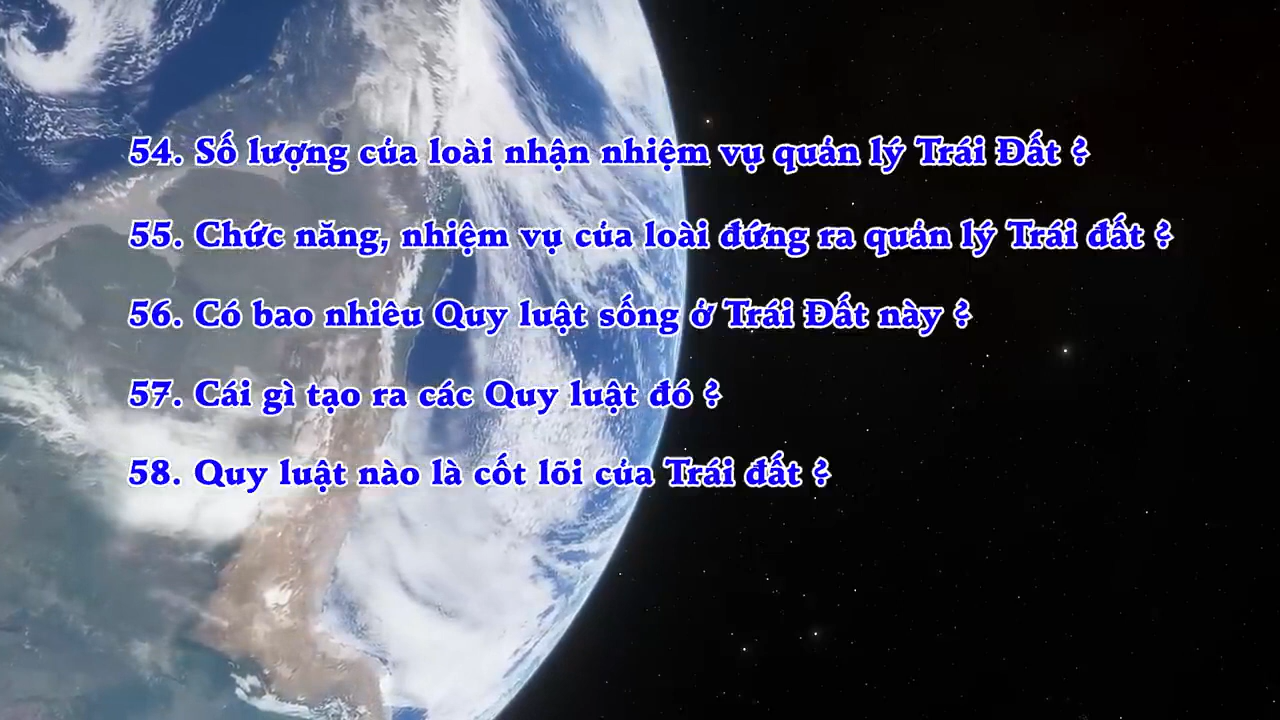 54. Số lượng của loài nhận nhiệm vụ quản lý Trái Đất ?
55. Chức năng, nhiệm vụ của loài đứng ra quản lý Trái đất ?
56. Có bao nhiêu Quy luật sống ở Trái Đất này ?
57. Cái gì tạo ra các Quy luật đó ?
58. Quy luật nào là cốt lõi của Trái đất ?